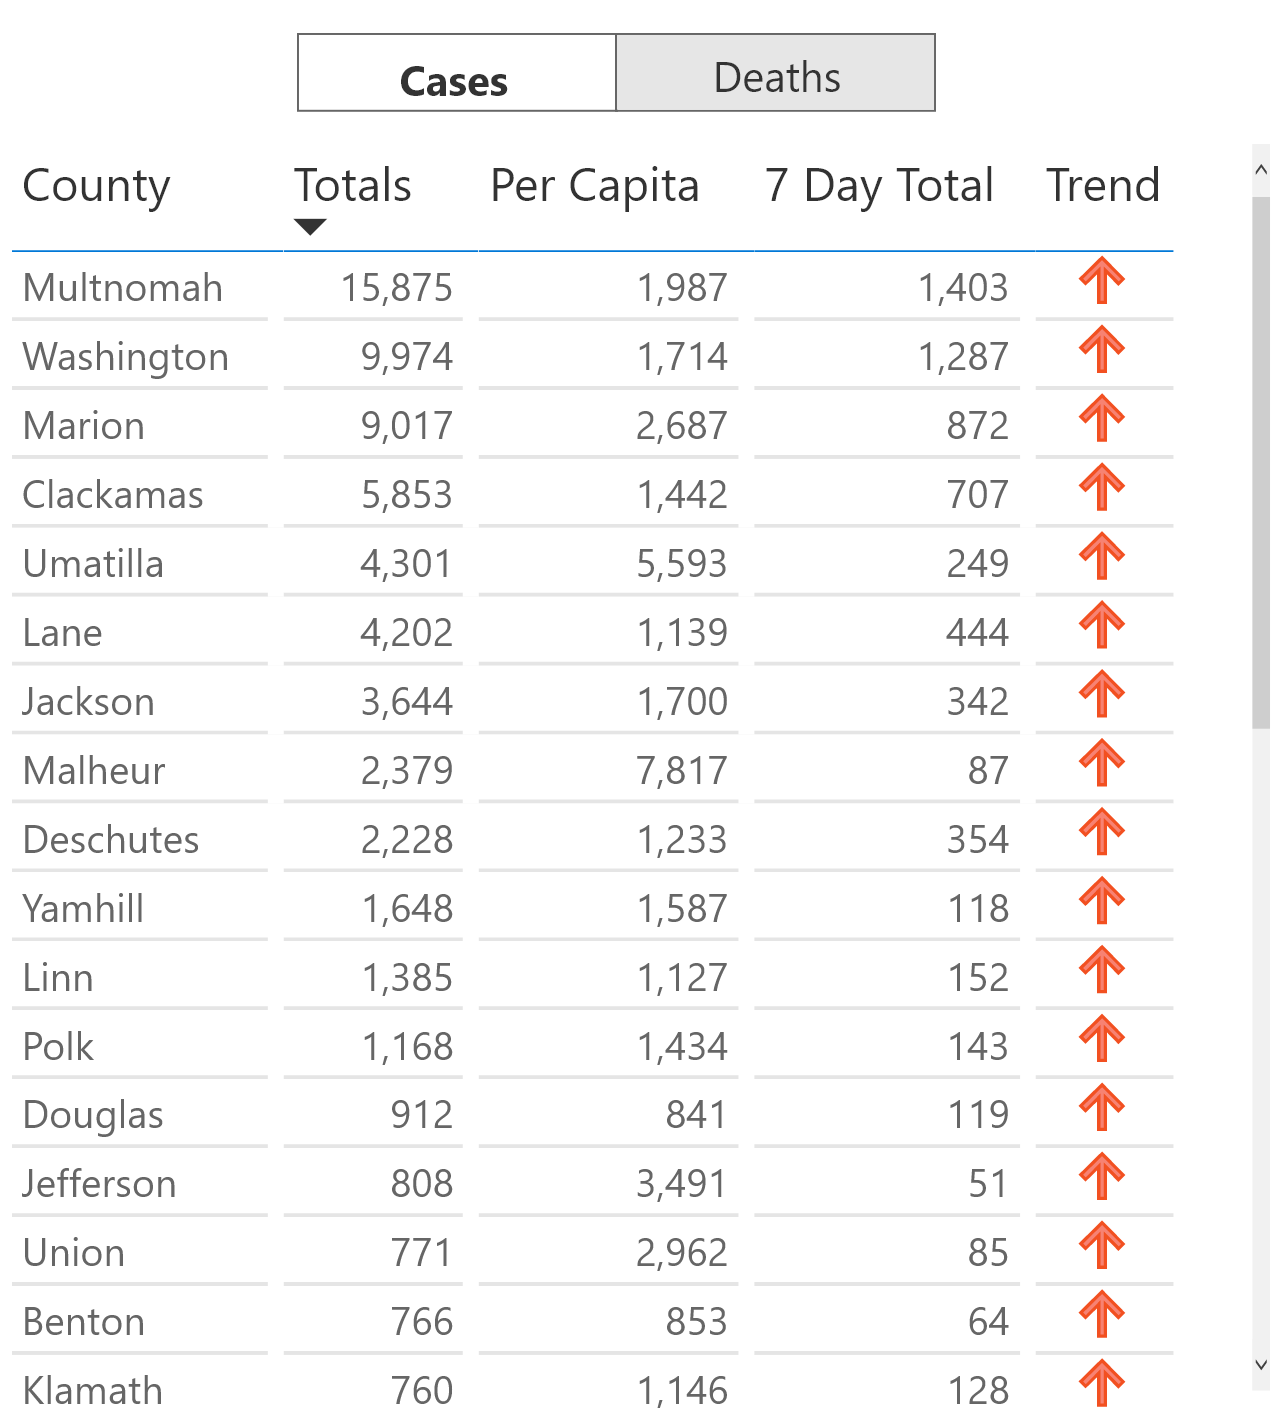 Cases Deaths
County Totals Per Capita 7 Day Total Trend
Multnomah 15,875 1,987 1,403
Washington 9,974 1,714 1,287
Marion 9,017 2,687 872
Clackamas 5,853 1,442 707
Umatilla 4,301 5,593 249
Lane 4,202 1,139 444
Jackson 3,644 1,700 342
Malheur 2,379 7,817 87
Deschutes 2,228 1,233 354
Yamhill 1,648 1,587 118
Linn 1,385 1,127 152
Polk 1,168 1,434 143
Douglas 912 841 119
Jefferson 808 3,491 51
Union 771 2,962 85
Benton 766 853 64
Klamath 760 1,146 128